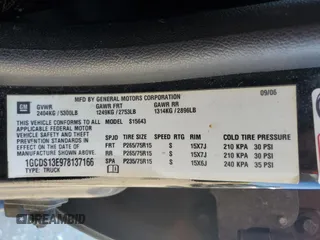 MFD BY GENERAL MOTORS CORPORATION
09/06
GM
GVWR GAWR FRT GAWR RR
2404KG / 5300LB 1249KG / 2753LB 1314KG / 2896LB
MODEL S15643
THIS VEHICLE CONFORMS TO ALL
APPLICABLE FEDERAL MOTOR
VEHICLE SAFETY AND THEFT
PREVENTION STANDARDS IN
EFFECT ON THE DATE OF
MANUFACTURE SHOWN ABOVE.
1GCDS13E978137166
TYPE: TRUCK
SPJD TIRE SIZE SPEED RTG RIM COLD TIRE PRESSURE
FRT P265/75R15 S 15X7J 210 KPA 30 PSI
RR P265/75R15 S 15X7J 210 KPA 30 PSI
SPA P235/75R15 S 15X6J 240 KPA 35 PSI